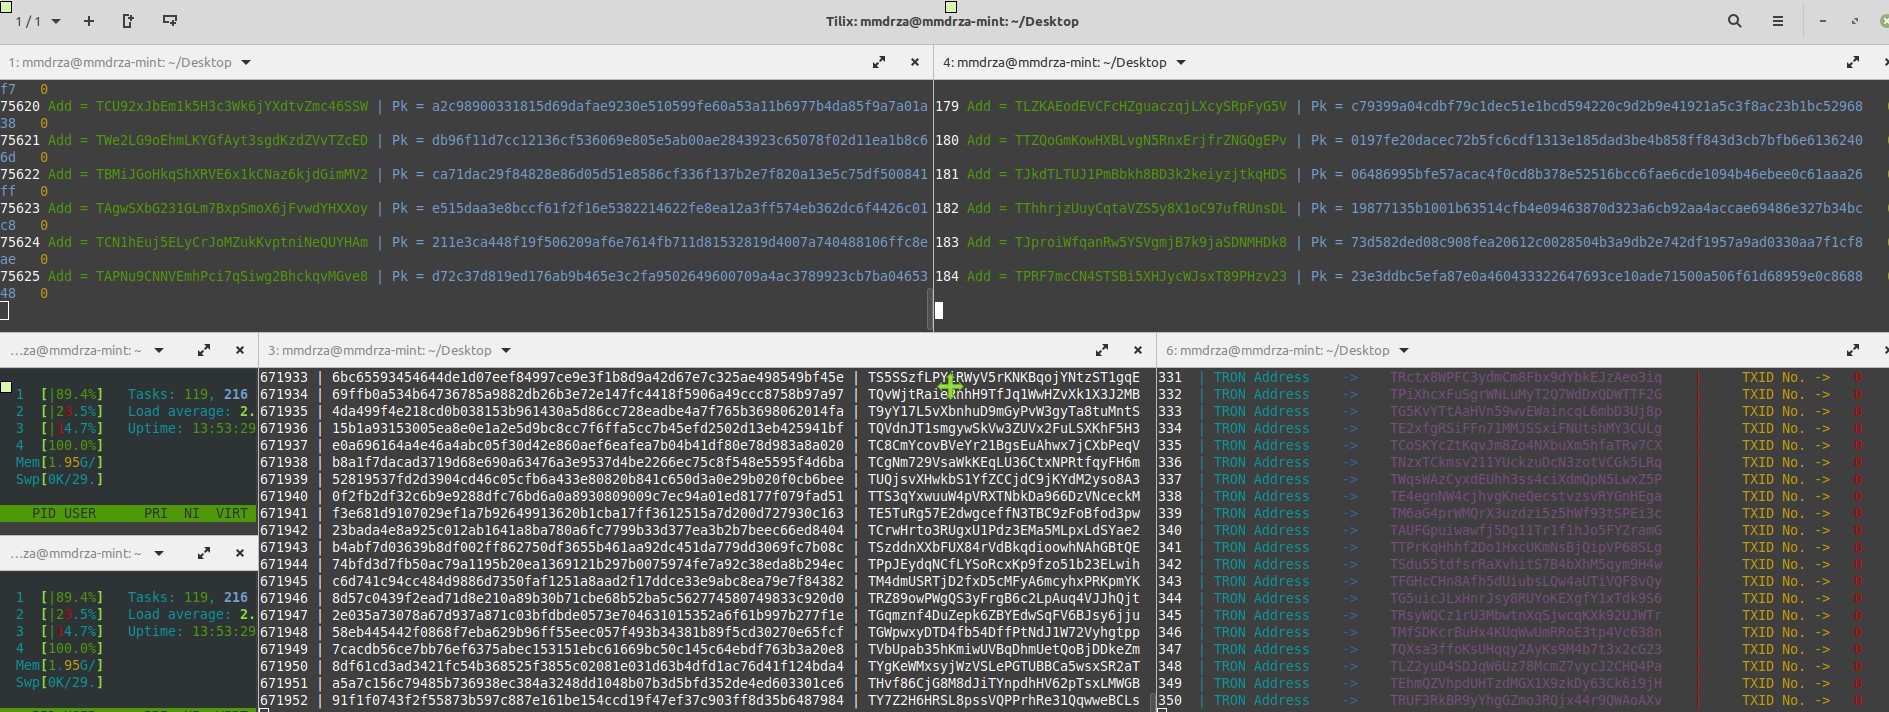 1 / 1
Tilix: mmdrza@mmdrza-mint: ~/Desktop
1: mmdrza@mmdrza-mint: ~/Desktop
f7 0
75620 Add = TCU92xJbEm1k5H3c3Wk6jYXdtvZmc46SSW | Pk = a2c98900331815d69dafae9230e510599fe60a53a11b6977b4da85f9a7a01a
38 0
75621 Add = TWe2LG9oEhmLKYGfAyt3sgdKzdZVvTZcED | Pk = db96f11d7cc12136cf536069e805e5ab00ae2843923c65078f02d11ea1b8c6
6d 0
75622 Add = TBMiJGoHkqShXRVE6x1kCNaz6kjdGimMV2 | Pk = ca71dac29f84828e86d05d51e8586cf336f137b2e7f820a13e5c75df500841
ff 0
75623 Add = TAgwSXbG231GLm7BxpSmoX6jFvwdYHXXoy | Pk = e515daa3e8bccf61f2f16e5382214622fe8ea12a3ff574eb362dc6f4426c01
c8 0
75624 Add = TCN1hEuj5ELyCrJoMZukKvptniNeQUYHAm | Pk = 211e3ca448f19f506209af6e7614fb711d81532819d4007a740488106ffc8e
ae 0
75625 Add = TAPNu9CNNVEmhPci7qSiwg2BhckqvMGve8 | Pk = d72c37d819ed176ab9b465e3c2fa9502649600709a4ac3789923cb7ba04653
48 0
4: mmdrza@mmdrza-mint: ~/Desktop
179 Add = TLZKAEodEVCFcHZguaczqjLXcySRpFyG5V | Pk = c79399a04cdbf79c1dec51e1bcd594220c9d2b9e41921a5c3f8ac23b1bc52968
180 Add = TTZQoGmKowHXBLvgN5RnxErjfrZNGQgEPv | Pk = 0197fe20dacec72b5fc6cdf1313e185dad3be4b858ff843d3cb7bfb6e6136240
181 Add = TJkdTLTUJ1PmBbkh8BD3k2keiyzjtkqHDS | Pk = 06486995bfe57acac4f0cd8b378e52516bcc6fae6cde1094b46ebee0c61aaa26
182 Add = TThhrjzUuyCqtaVZS5y8X1oC97ufRUnsDL | Pk = 19877135b1001b63514cfb4e09463870d323a6cb92aa4accae69486e327b34bc
183 Add = TJproiWfqanRw5YSVgmjB7k9jaSDNMHDk8 | Pk = 73d582ded08c908fea20612c0028504b3a9db2e742df1957a9ad0330aa7f1cf8
184 Add = TPRF7mcCN4STSBi5XHJycWJsxT89PHzv23 | Pk = 23e3ddbc5efa87e0a460433322647693ce10ade71500a506f61d68959e0c8688
...za@mmdrza-mint: ~
1 [|89.4%] Tasks: 119, 216
2 [|23.5%] Load average: 2.
3 [|14.7%] Uptime: 13:53:29
4 [100.0%]
Mem[1.95G/]
Swp[0K/29.]
PID USER PRI NI VIRT
...za@mmdrza-mint: ~
1 [|89.4%] Tasks: 119, 216
2 [|23.5%] Load average: 2.
3 [|14.7%] Uptime: 13:53:29
4 [100.0%]
Mem[1.95G/]
Swp[0K/29.]
3: mmdrza@mmdrza-mint: ~/Desktop
671933 | 6bc65593454644de1d07eef84997ce9e3f1b8d9a42d67e7c325ae498549bf45e |
671934 | 69ffb0a534b64736785a9882db26b3e72e147fc4418f5906a49ccc8758b97a97 |
671935 | 4da499f4e218cd0b038153b961430a5d86cc728eadbe4a7f765b3098062014fa | T9yY17L5vXbnhuD9mGyPvW3gyTa8tuMntS
671936 | 15b1a93153005ea8e0e1a2e5d9bc8cc7f6ffa5cc7b45efd2502d13eb425941bf | TQVdnJT1smgywSkVw3ZUVx2FuLSXKhF5H3
671937 | e0a696164a4e46a4abc05f30d42e860aef6eafea7b04b41df80e78d983a8a020 | TC8CmYcovBVeYr21BgsEuAhwx7jCXbPeqV
671938 | b8a1f7dacad3719d68e690a63476a3e9537d4be2266ec75c8f548e5595f4d6ba | TCgNm729VsaWkKEqLU36CtxNPRtfqyFH6m
671939 | 52819537fd2d3904cd46c05cfb6a433e80820b841c650d3a0e29b020f0cb6bee | TUQjsvXHwkbS1YfZCCjdC9jKYdM2yso8A3
671940 | 0f2fb2df32c6b9e9288dfc76bd6a0a8930809009c7ec94a01ed8177f079fad51 | TTS3qYxwuuW4pVRXTNbkDa966DzVNceckM
671941 | f3e681d9107029ef1a7b92649913620b1cba17ff3612515a7d200d727930c163 | TE5TuRg57E2dwgceffN3TBC9zFoBfod3pw
671942 | 23bada4e8a925c012ab1641a8ba780a6fc7799b33d377ea3b2b7beec66ed8404 | TCrwHrto3RUgxU1Pdz3EMa5MLpxLdSYae2
671943 | b4abf7d03639b8df002ff862750df3655b461aa92dc451da779dd3069fc7b08c | TSzddnXXbFUX84rVdBkqdioowhNAhGBtQE
671944 | 74bfd3d7fb50ac79a1195b20ea1369121b297b0075974fe7a92c38eda8b294ec | TPpJEydqNCfLYSoRcxKp9fzo51b23ELwih
671945 | c6d741c94cc484d9886d7350faf1251a8aad2f17ddce33e9abc8ea79e7f84382 | TM4dmUSRTjD2fxD5cMFyA6mcyhxPRKpmYK
671946 | 8d57c0439f2ead71d8e210a89b30b71cbe68b52ba5c562774580749833c920d0 | TRZ89owPWgQS3yFrgB6c2LpAuq4VJJhQjt
671947 | 2e035a73078a67d937a871c03bfdbde0573e704631015352a6f61b997b277f1e | TGqmznf4DuZepk6ZBYEdwSqFV6BJsy6jju
671948 | 58eb445442f0868f7eba629b96ff55eec057f493b34381b89f5cd30270e65fcf | TGWpwxyDTD4fb54DffPtNdJ1W72Vyhgtpp
671949 | 7cacdb56ce7bb76ef6375abec153151ebc61669bc50c145c64ebdf763b3a20e8 | TVbUpab35hKmiwUVBqDhmUetQoBjDDkeZm
671950 | 8df61cd3ad3421fc54b368525f3855c02081e031d63b4dfd1ac76d41f124bda4 | TYgKeWMxsyjWzVSLePGTUBBCa5wsxSR2aT
671951 | a5a7c156c79485b736938ec384a3248dd1048b07b3d5bfd352de4ed603301ce6 | THvf86CjG8M8dJiTYnpdhHV62pTsxLMWGB
671952 | 91f1f0743f2f55873b597c887e161be154ccd19f47ef37c903ff8d35b6487984 | TY7Z2H6HRSL8pssVQPPrhRe31QqwweBCLs
6: mmdrza@mmdrza-mint: ~/Desktop
331 | TRON Address -> TRctx8WPFC3ydmCm8Fbx9dYbkEJzAeo3iq | TXID No. -> 0
332 | TRON Address -> TPiXhcxFuSgrWNLuMyT2Q7WdDxQDWTTF2G | TXID No. -> 0
333 | TRON Address -> TG5KvYTtAaHVn59wvEWaincqL6mbD3Uj8p | TXID No. -> 0
334 | TRON Address -> TE2xfgRSiFFn71MMJSSxiFNUtshMY3CULg | TXID No. -> 0
335 | TRON Address -> TCoSKYcZtKqvJm8Zo4NXbuXm5hfaTRv7CX | TXID No. -> 0
336 | TRON Address -> TNzxTCkmsv211YUckzuDcN3zotVCGk5LRq | TXID No. -> 0
337 | TRON Address -> TWqsWAzCyxdEUhh3ss4ciXdmQpN5LwxZ5P | TXID No. -> 0
338 | TRON Address -> TE4egnNW4cjhvgKneQecstvzsvRYGnHEga | TXID No. -> 0
339 | TRON Address -> TM6aG4prWMQrX3uzdzi5z5hWf93tSPEi3c | TXID No. -> 0
340 | TRON Address -> TAUFGpuiwawfj5Dg11Tr1f1hJo5FYZramG | TXID No. -> 0
341 | TRON Address -> TTPrKqHhhf2Do1HxcUKmNsBjQipVP68SLg | TXID No. -> 0
342 | TRON Address -> TSdu55tdfsrRaXvhitS7B4bXhM5qym9H4w | TXID No. -> 0
343 | TRON Address -> TFGHcCHn8Afh5dUiubsLQw4aUTiVQF8vQy | TXID No. -> 0
344 | TRON Address -> TG5uicJLxHnrJsy8RUYoKEXgfY1xTdk9S6 | TXID No. -> 0
345 | TRON Address -> TRsyWQCz1rU3MbwtnXqSjwcqKXk92UJWTr | TXID No. -> 0
346 | TRON Address -> TMfSDKcrBuHx4KUqWwUmRRoE3tp4Vc638n | TXID No. -> 0
347 | TRON Address -> TQXsa3ffoKsUHqqy2AyKs9M4b7t3x2cG23 | TXID No. -> 0
348 | TRON Address -> TLZ2yuD4SDJqW6Uz78McmZ7vycJ2CHQ4Pa | TXID No. -> 0
349 | TRON Address -> TEhmQZVhpdUHTzdMGX1X9zkDy63Ck6i9jH | TXID No. -> 0
350 | TRON Address -> TRUF3RkBR9yYhgGZmo3RQjx44r9QWAoAXv | TXID No. -> 0